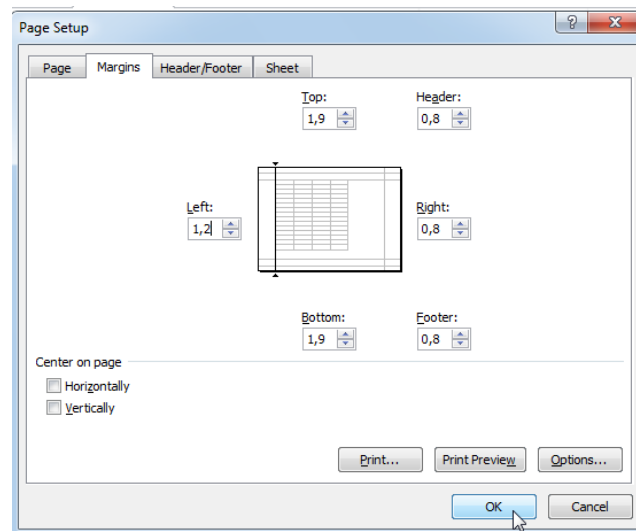 Page Setup
Page Margins Header/Footer Sheet
Top: Header:
1,9 0,8
Left: Right:
1,2 0,8
Bottom: Footer:
1,9 0,8
Center on page
Horizontally
Vertically
Print... Print Preview Options...
OK Cancel